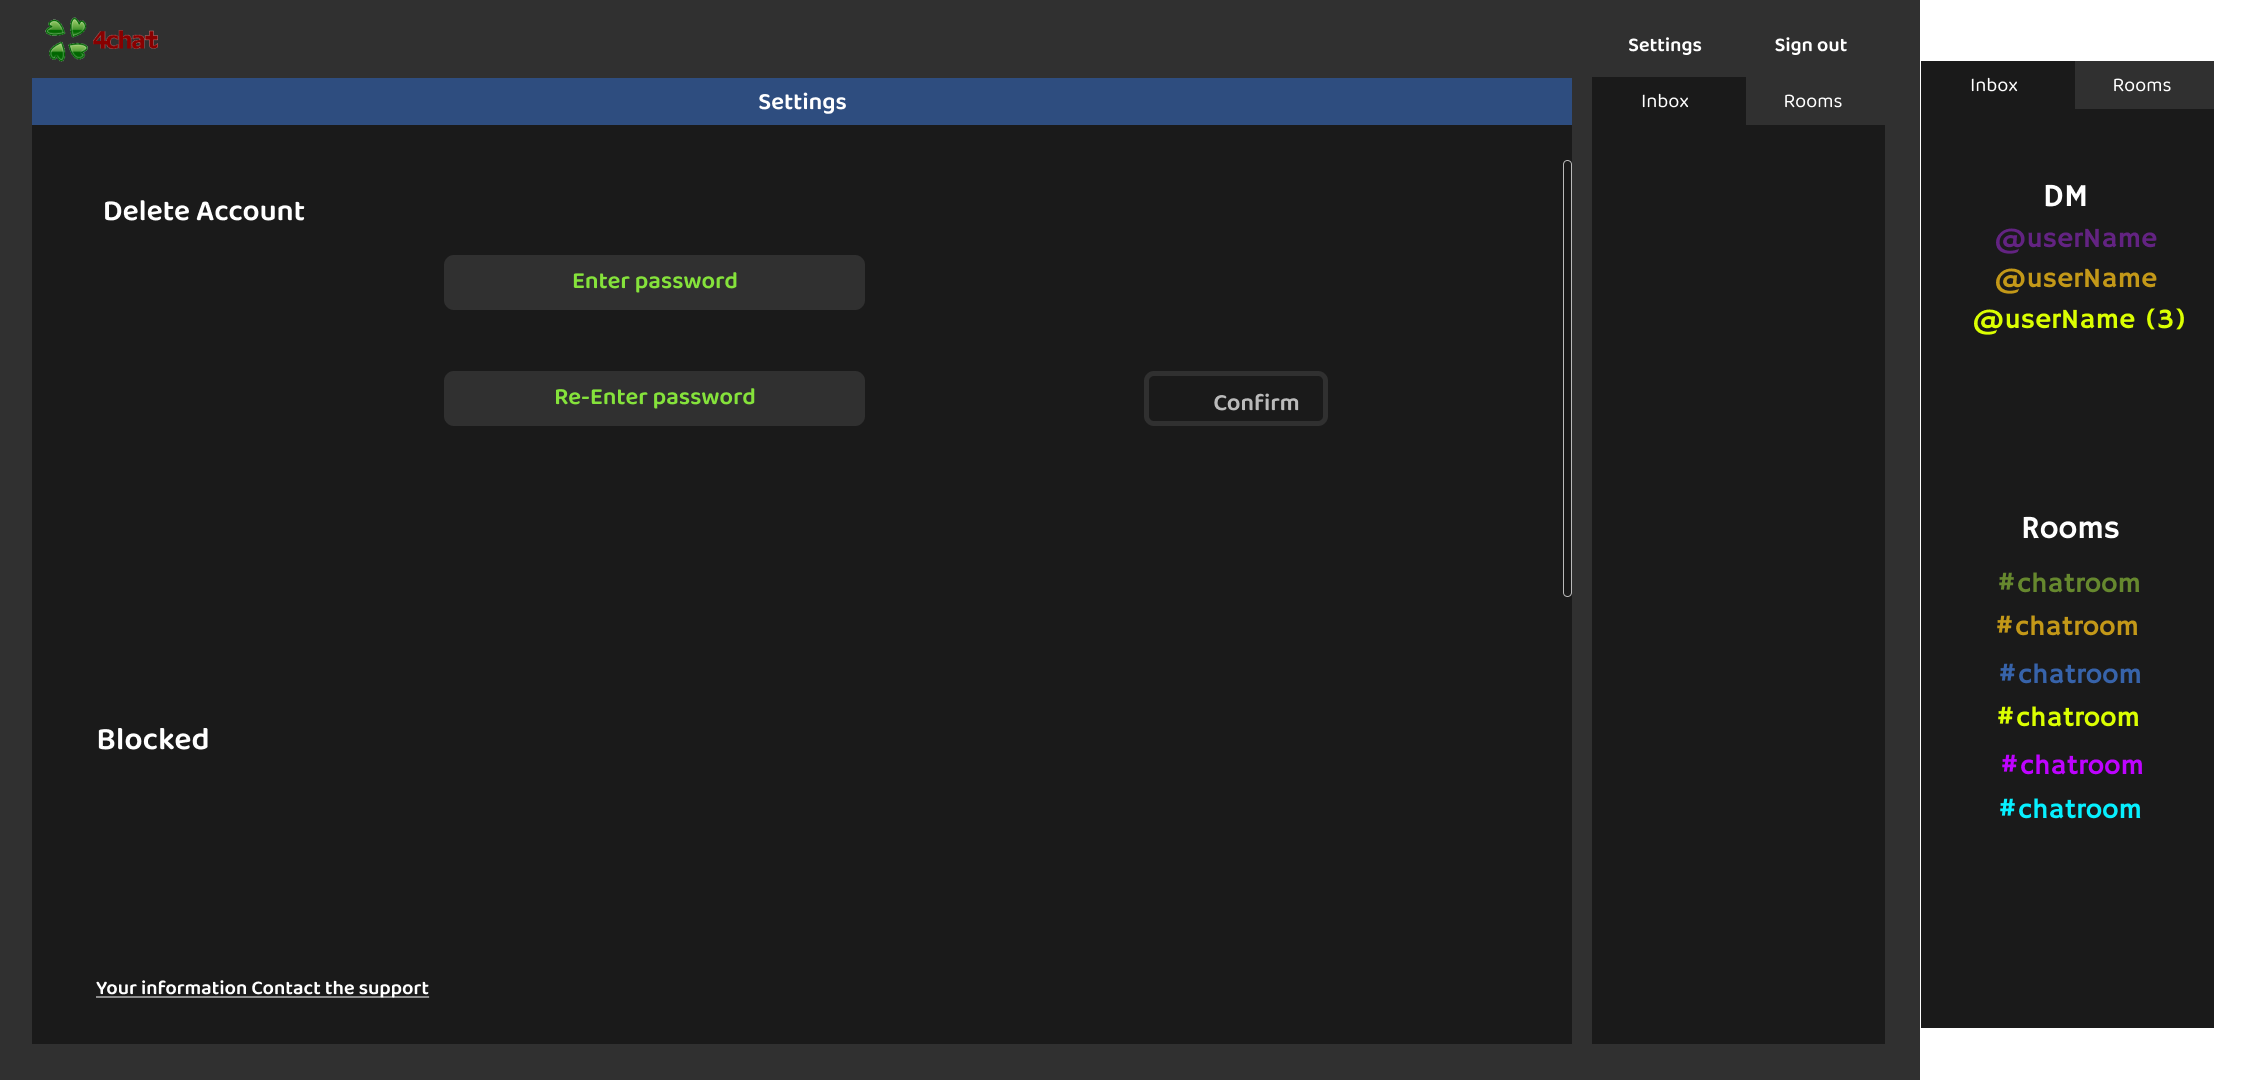 4chat
Settings
Sign out
Settings
Inbox
Rooms
Delete Account
Enter password
Re-Enter password
Confirm
Blocked
Your information Contact the support
Inbox
Rooms
DM
@userName
@userName
@userName (3)
Rooms
#chatroom
#chatroom
#chatroom
#chatroom
#chatroom
#chatroom